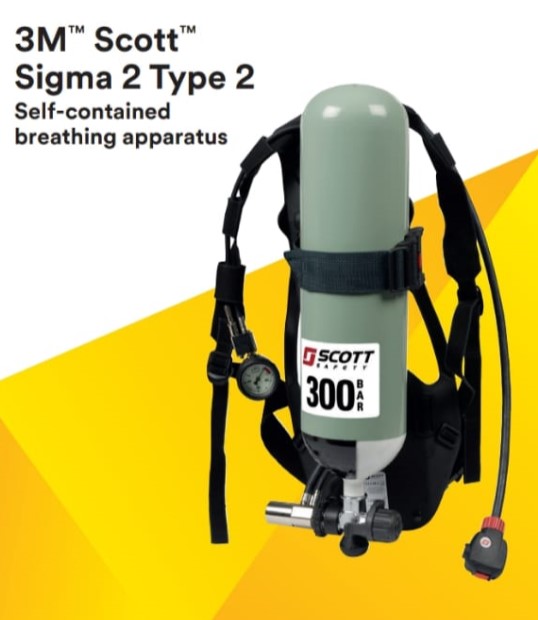 3M™ Scott™
Sigma 2 Type 2
Self-contained
breathing apparatus
SCOTT
SAFETY
300 BAR